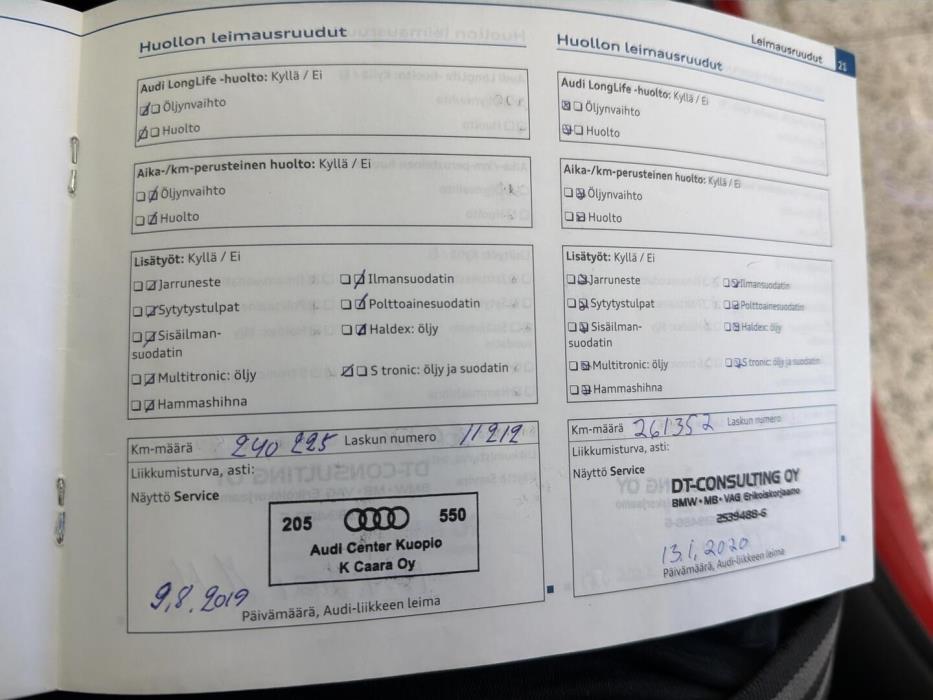 Leimausruudut
21
Huollon leimausruudut
Audi LongLife -huolto: Kyllä / Ei
Öljynvaihto
Huolto
Aika-/km-perusteinen huolto: Kyllä / Ei
Öljynvaihto
Huolto
Lisätyöt: Kyllä / Ei
Jarruneste
Ilmansuodatin
Sytytystulpat
Polttoainesuodatin
Sisäilman-
suodatin
Haldex: öljy
Multitronic: öljy
S tronic: öljy ja suodatin
Hammashihna
Km-määrä 240 225 Laskun numero 11212
Liikkumisturva, asti:
Näyttö Service
205 550
Audi Center Kuopio
K Caara Oy
9.8.2019
Päivämäärä, Audi-liikkeen leima
Huollon leimausruudut
Audi LongLife -huolto: Kyllä / Ei
Öljynvaihto
Huolto
Aika-/km-perusteinen huolto: Kyllä / Ei
Öljynvaihto
Huolto
Lisätyöt: Kyllä / Ei
Jarruneste
Ilmansuodatin
Sytytystulpat
Polttoainesuodatin
Sisäilman-
suodatin
Haldex: öljy
Multitronic: öljy
S tronic: öljy ja suodatin
Hammashihna
Km-määrä 261352 Laskun numero
Liikkumisturva, asti:
Näyttö Service
DT-CONSULTING OY
BMW • MB • VAG Erikoiskorjaamo
2539488-6
13.1.2020
Päivämäärä, Audi-liikkeen leima